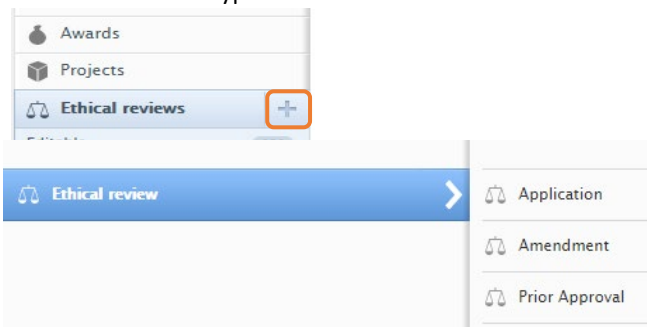 Awards
Projects
Ethical reviews
Ethical review
Application
Amendment
Prior Approval